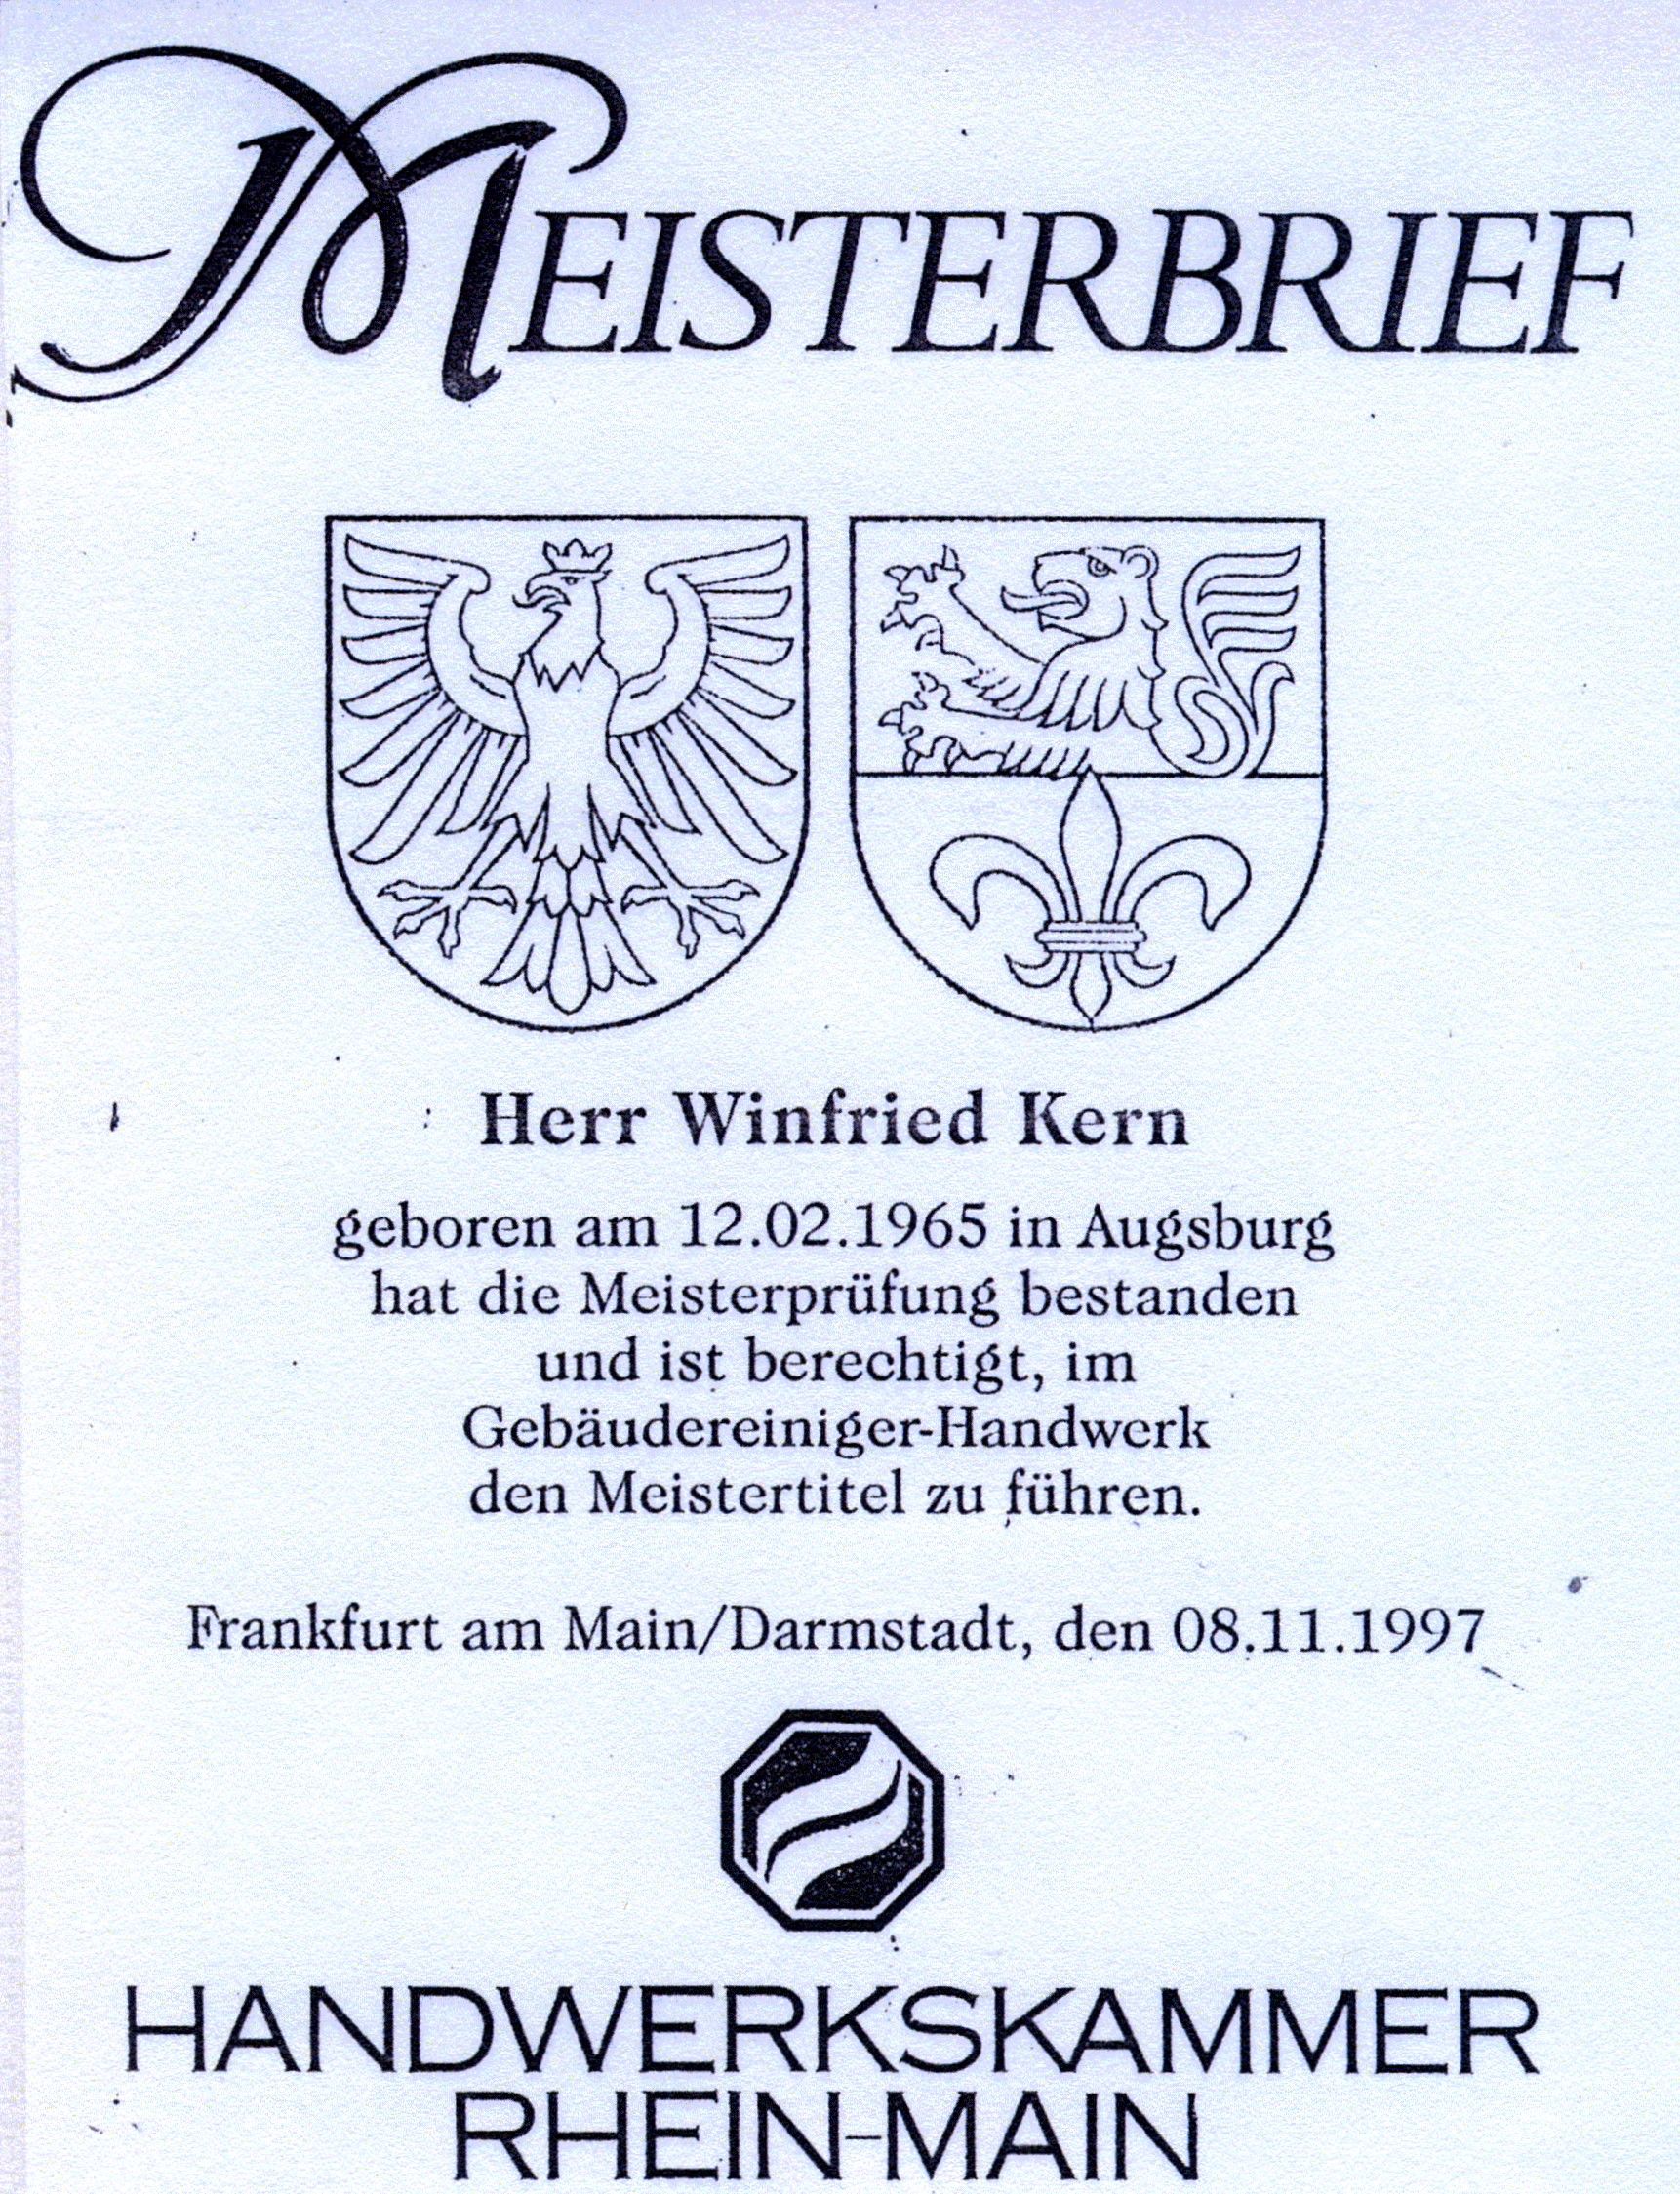 MEISTERBRIEF
Herr Winfried Kern
geboren am 12.02.1965 in Augsburg
hat die Meisterprüfung bestanden
und ist berechtigt, im
Gebäudereiniger-Handwerk
den Meistertitel zu führen.
Frankfurt am Main/Darmstadt, den 08.11.1997
HANDWERKSKAMMER
RHEIN-MAIN